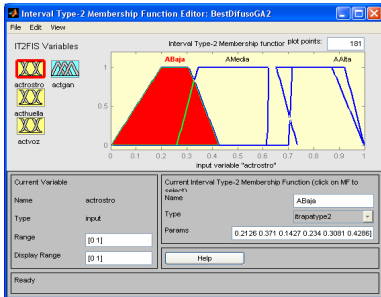 Interval Type-2 Membership Function Editor: BestDifusoGA2
File Edit View
IT2FIS Variables
Interval Type-2 Membership function plot points: 181
actrostro actgan
acthuella
actvoz
ABaja AMedia AAlta
1
0.5
0
0 0.1 0.2 0.3 0.4 0.5 0.6 0.7 0.8 0.9 1
input variable "actrostro"
Current Variable
Name actrostro
Type input
Range [0 1]
Display Range [0 1]
Current Interval Type-2 Membership Function (click on MF to
Name ABaja
Type itrapatype2
Params 0.2126 0.371 0.1427 0.234 0.3081 0.4286]
Help
Ready